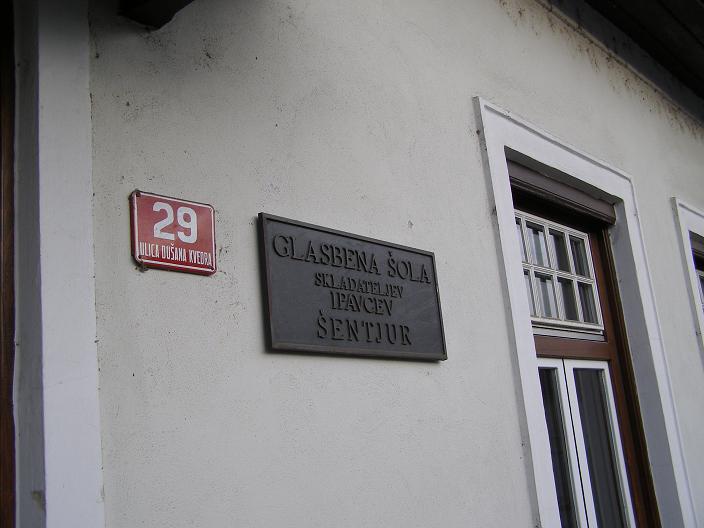 29
ULICA DUŠANA KVEDRA
GLASBENA ŠOLA
SKLADATELJEV
IPAVCEV
ŠENTJUR